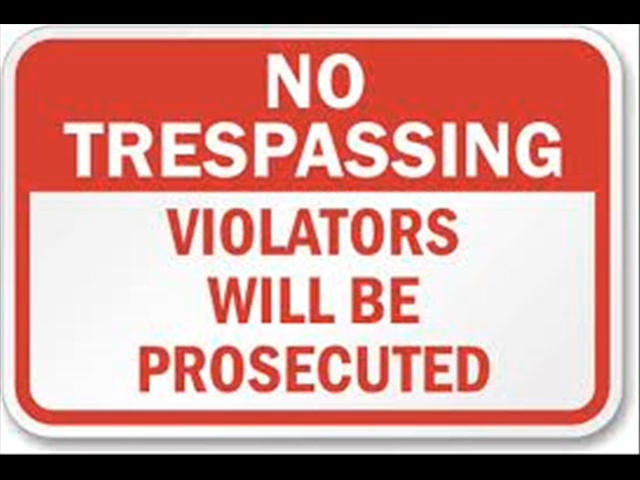 NO
TRESPASSING
VIOLATORS
WILL BE
PROSECUTED